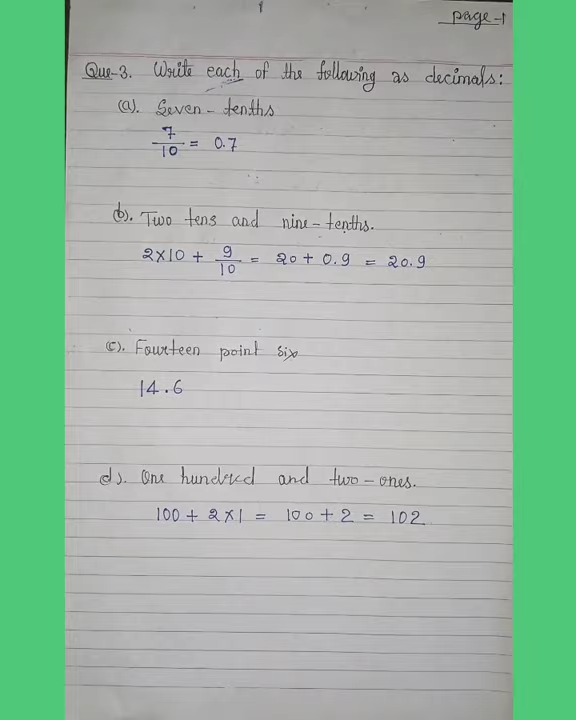 page-1
Que-3. Write each of the following as decimals:
(a). Seven-tenths
7/10 = 0.7
(b). Two tens and nine-tenths.
2×10 + 9/10 = 20 + 0.9 = 20.9
(c). Fourteen point six
14.6
d). One hundred and two-ones.
100 + 2×1 = 100 + 2 = 102